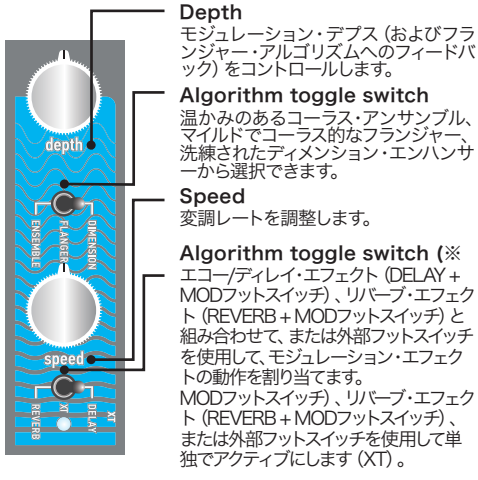 Depth
モジュレーション・デプス（およびフラ
ンジャー・アルゴリズムへのフィードバ
ック）をコントロールします。
Algorithm toggle switch
温かみのあるコーラス・アンサンブル、
マイルドでコーラス的なフランジャー、
洗練されたディメンション・エンハンサ
ーから選択できます。
Speed
変調レートを調整します。
Algorithm toggle switch (※
エコー/ディレイ・エフェクト（DELAY +
MODフットスイッチ）、リバーブ・エフェク
ト（REVERB + MODフットスイッチ）と
組み合わせて、または外部フットスイッチ
を使用して、モジュレーション・エフェク
トの動作を割り当てます。
MODフットスイッチ）、リバーブ・エフェク
ト（REVERB + MODフットスイッチ）、
または外部フットスイッチを使用して単
独でアクティブにします（XT）。
depth
ENSEMBLE
FLANGER
DIMENSION
speed
REVERB
XT
DELAY
XT